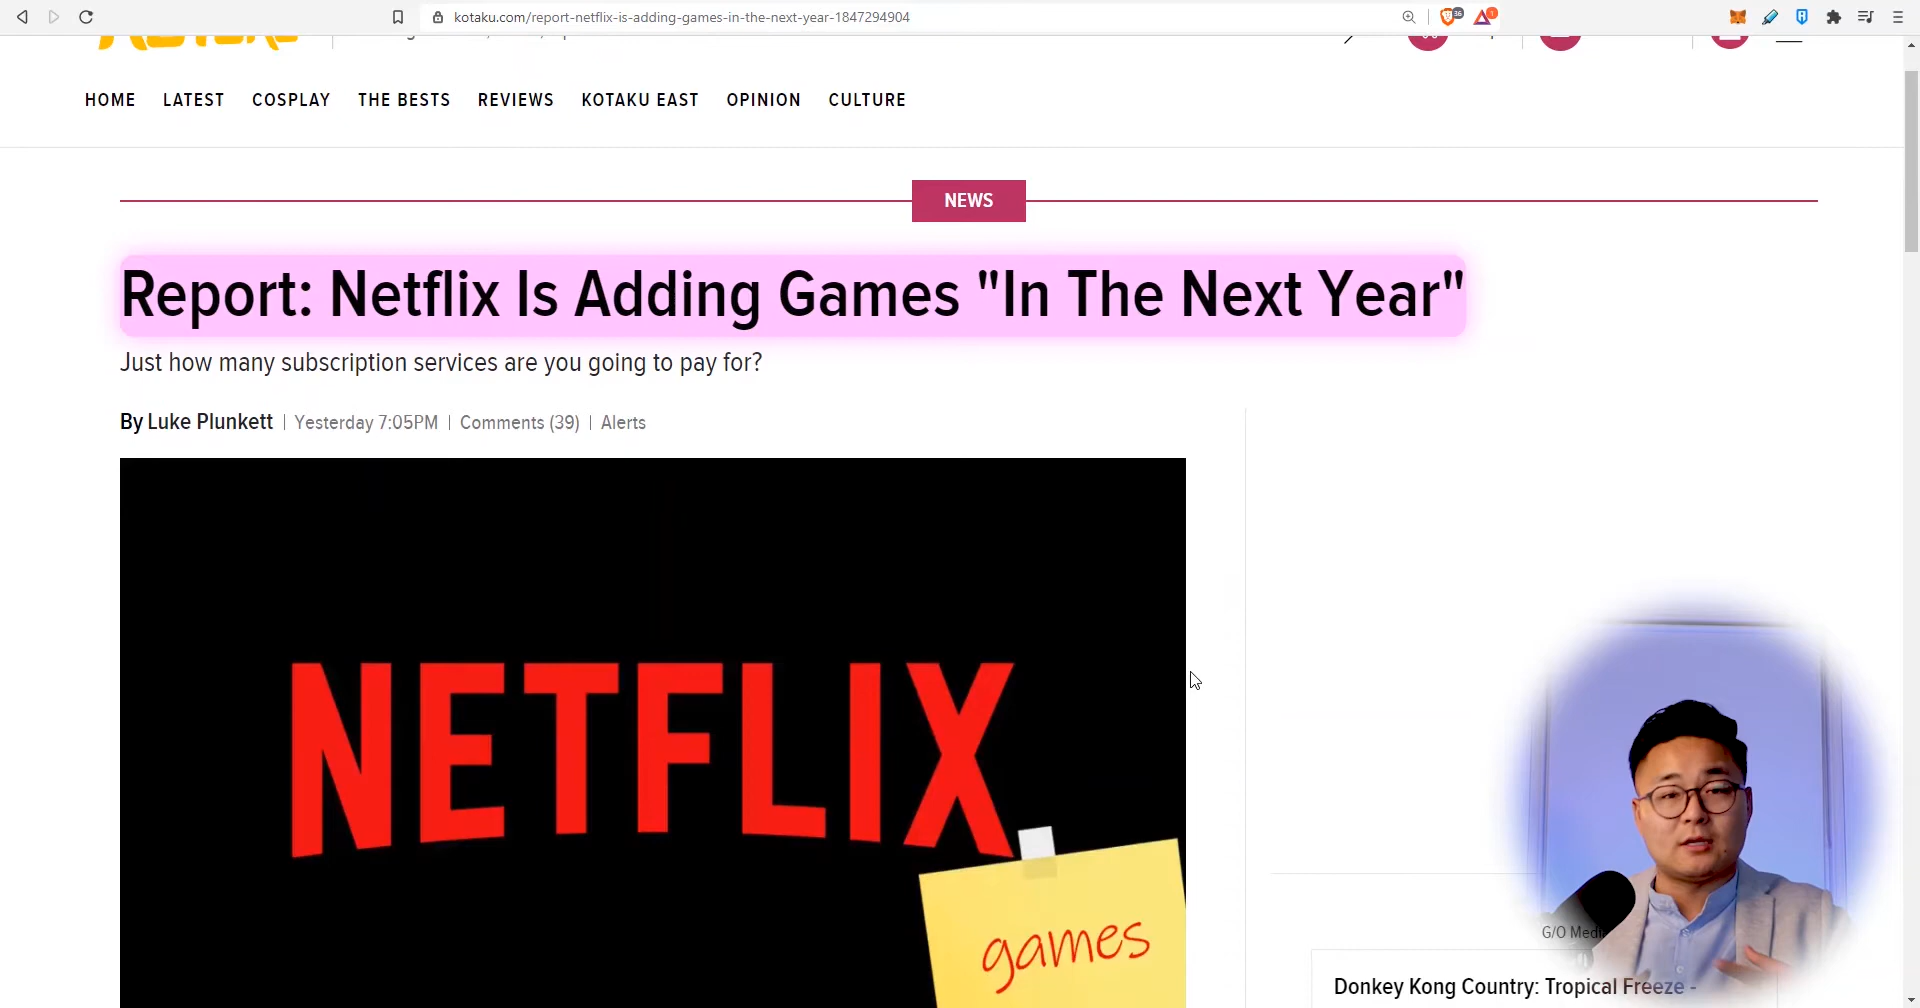 kotaku.com/report-netflix-is-adding-games-in-the-next-year-1847294904
36
1
HOME LATEST COSPLAY THE BESTS REVIEWS KOTAKU EAST OPINION CULTURE
NEWS
Report: Netflix Is Adding Games "In The Next Year"
Just how many subscription services are you going to pay for?
By Luke Plunkett | Yesterday 7:05PM | Comments (39) | Alerts
NETFLIX
games
G/O Medi
Donkey Kong Country: Tropical Freeze -